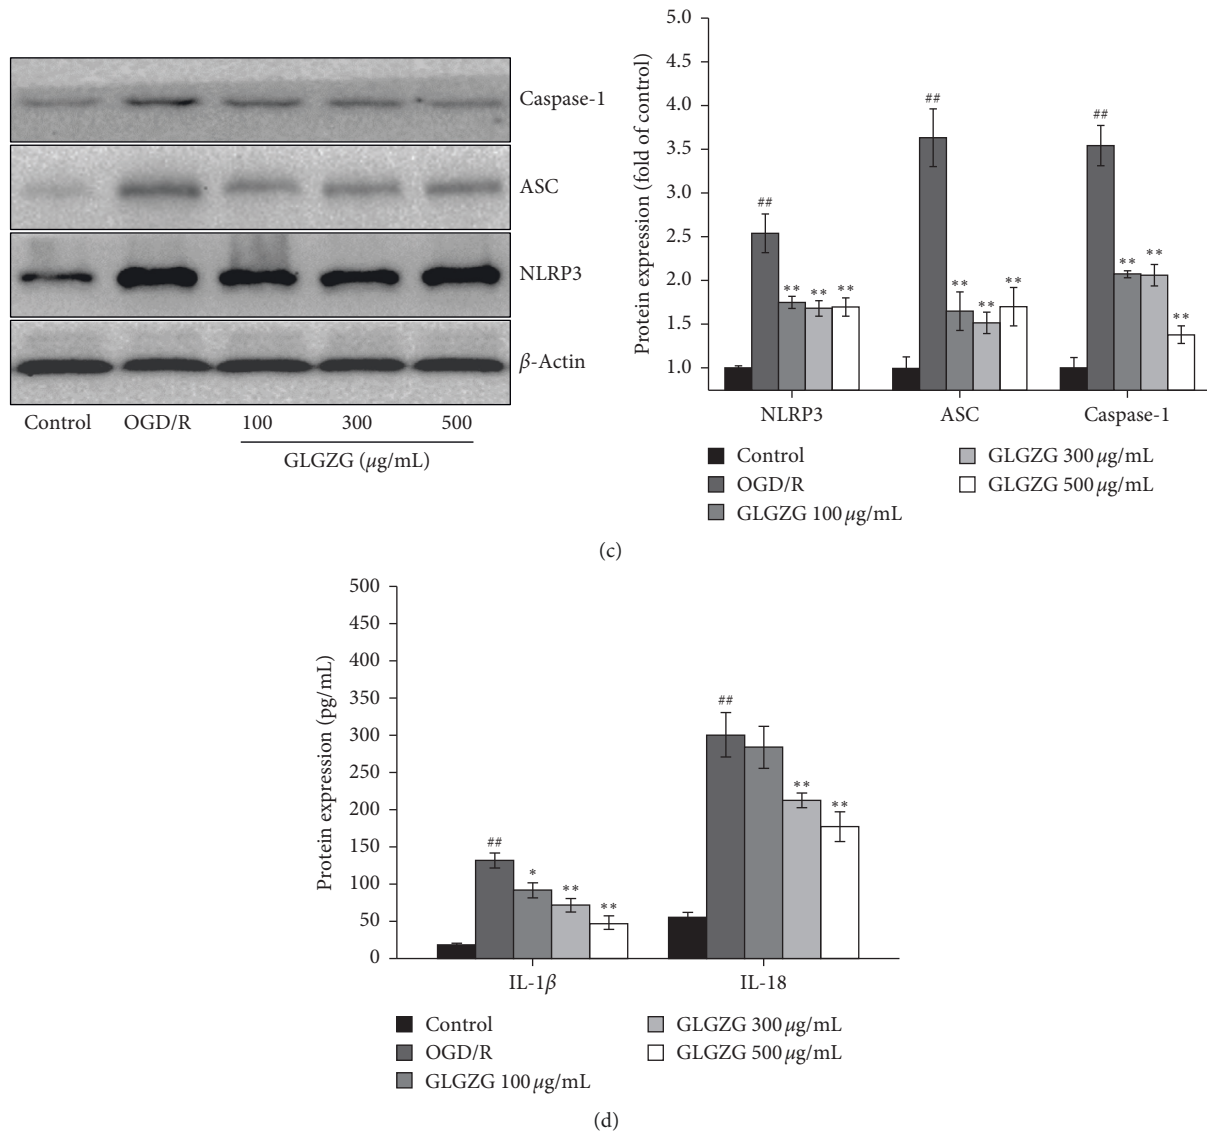 Caspase-1
ASC
NLRP3
β-Actin
Control OGD/R 100 300 500
GLGZG (μg/mL)
Protein expression (fold of control)
5.0
4.5
4.0
3.5
3.0
2.5
2.0
1.5
1.0
##
**
**
**
##
**
**
**
##
**
**
**
NLRP3 ASC Caspase-1
Control
OGD/R
GLGZG 100 μg/mL
GLGZG 300 μg/mL
GLGZG 500 μg/mL
(c)
Protein expression (pg/mL)
500
450
400
350
300
250
200
150
100
50
0
##
*
**
**
##
**
**
IL-1β IL-18
Control
OGD/R
GLGZG 100 μg/mL
GLGZG 300 μg/mL
GLGZG 500 μg/mL
(d)